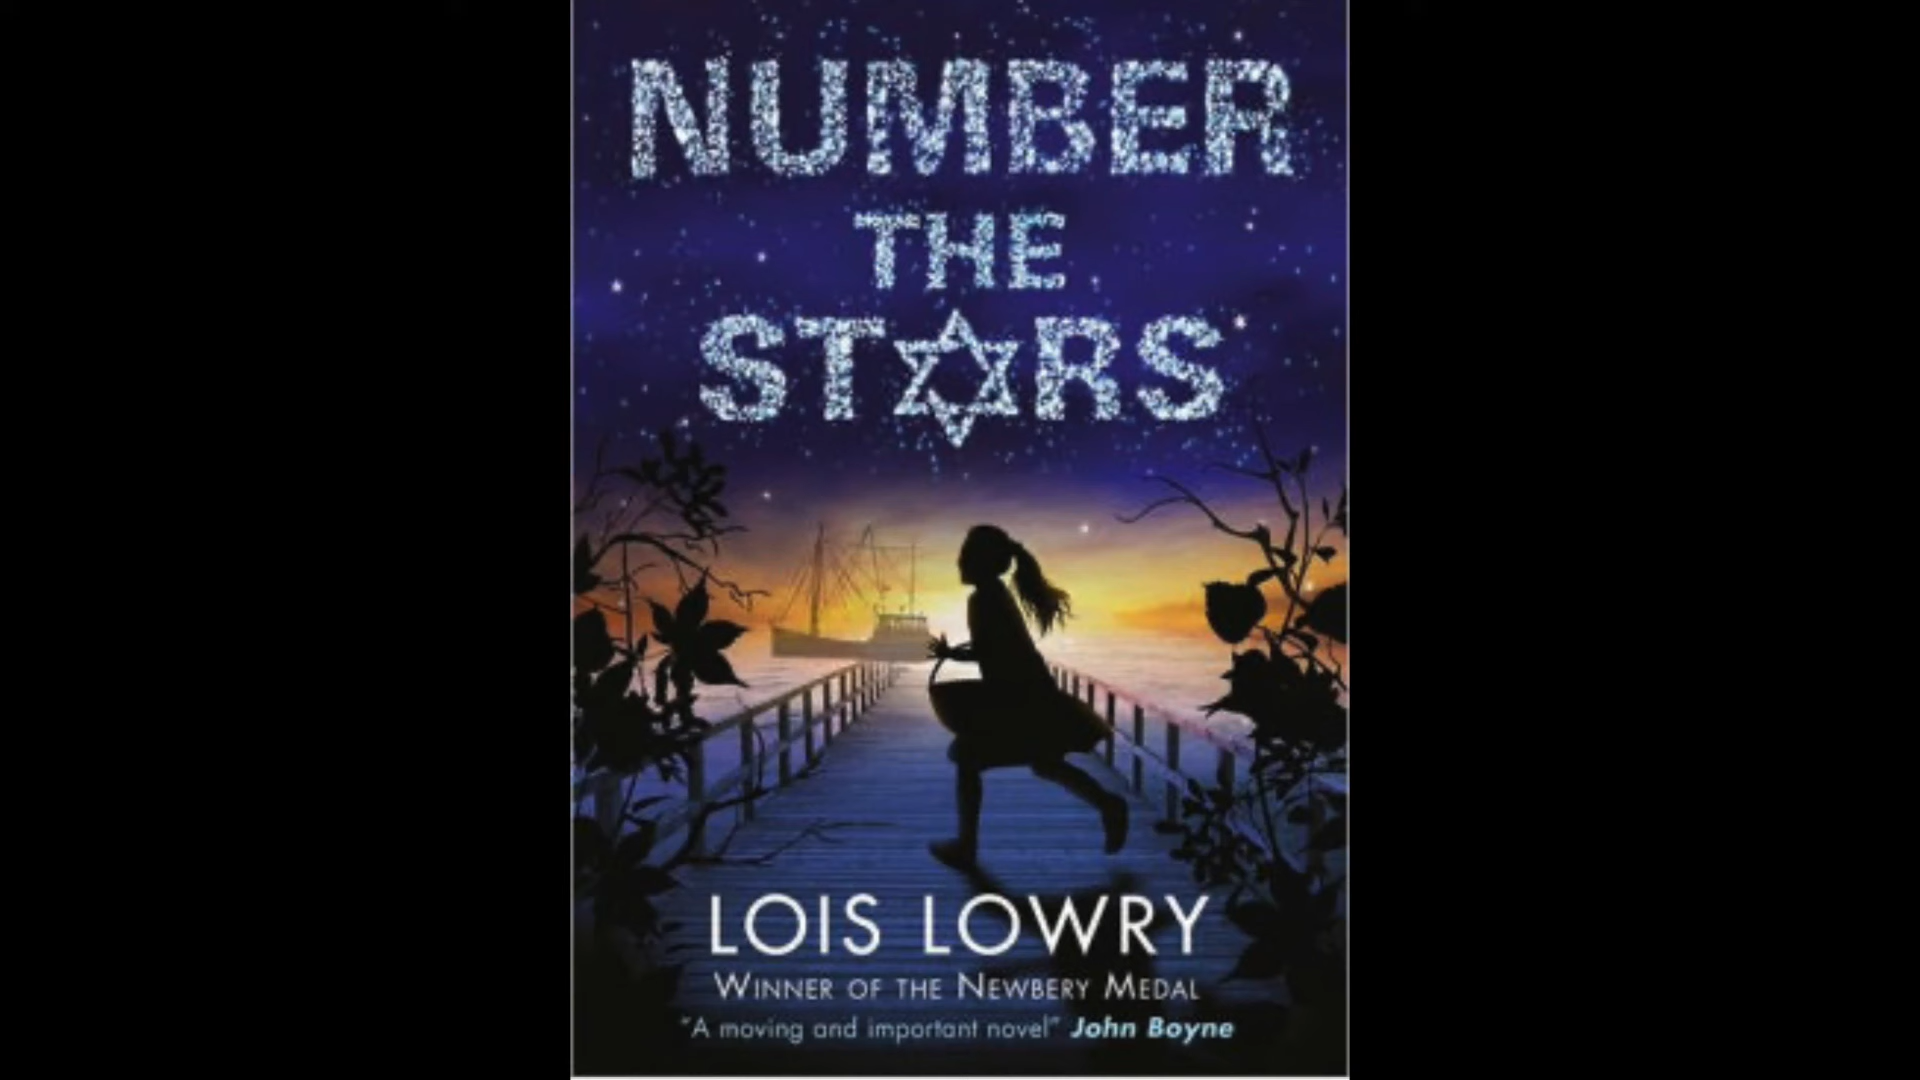 NUMBER
THE
STARS
LOIS LOWRY
WINNER OF THE NEWBERY MEDAL
"A moving and important novel" John Boyne